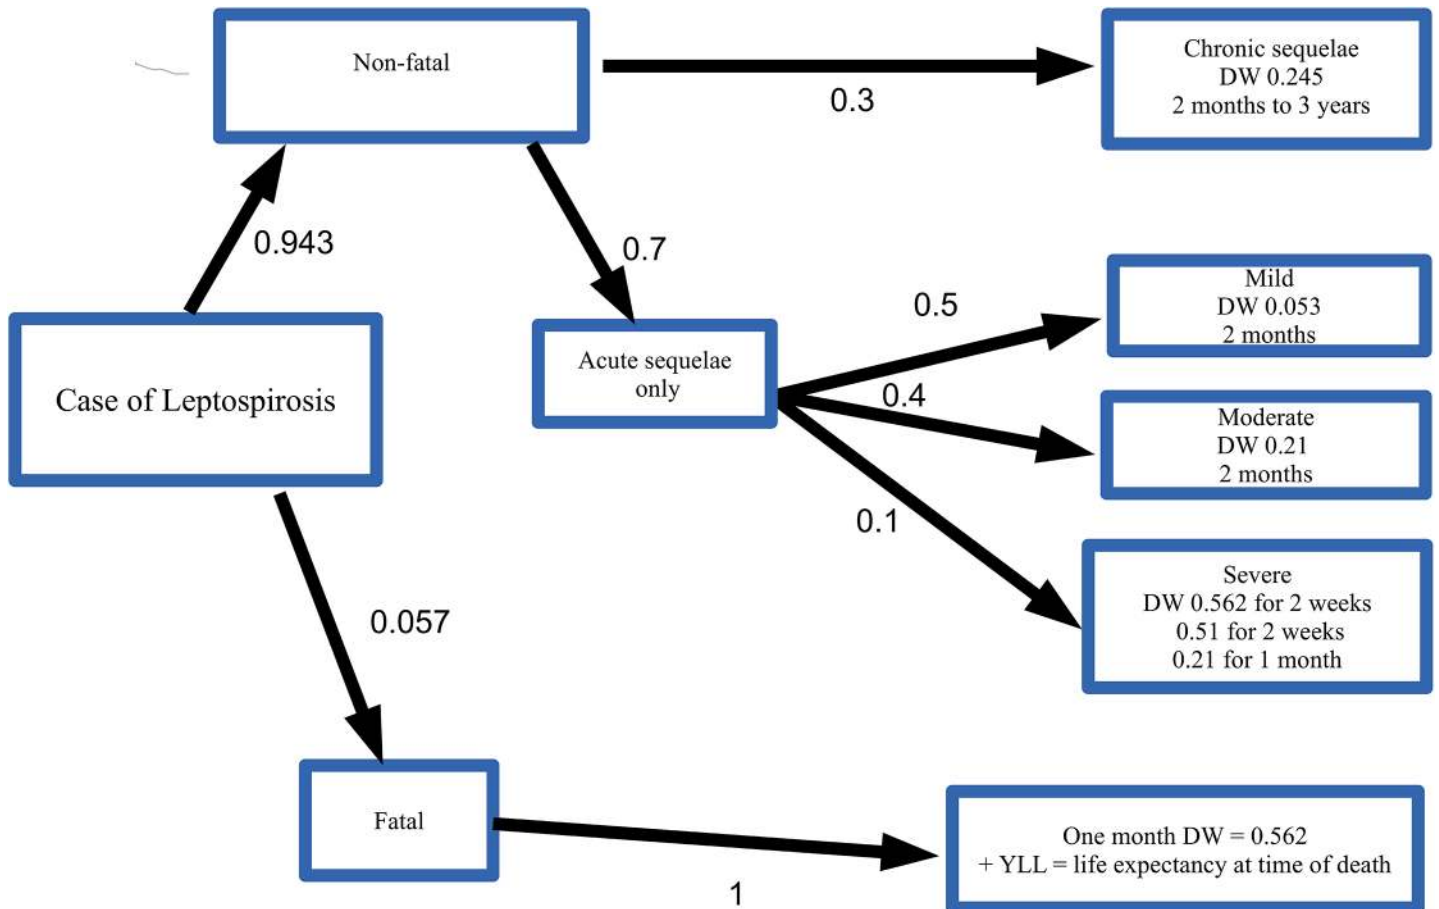 Non-fatal
0.3
Chronic sequelae
DW 0.245
2 months to 3 years
0.943
0.7
Case of Leptospirosis
Acute sequelae
only
0.5
Mild
DW 0.053
2 months
0.4
Moderate
DW 0.21
2 months
0.1
Severe
DW 0.562 for 2 weeks
0.51 for 2 weeks
0.21 for 1 month
0.057
Fatal
1
One month DW = 0.562
+ YLL = life expectancy at time of death